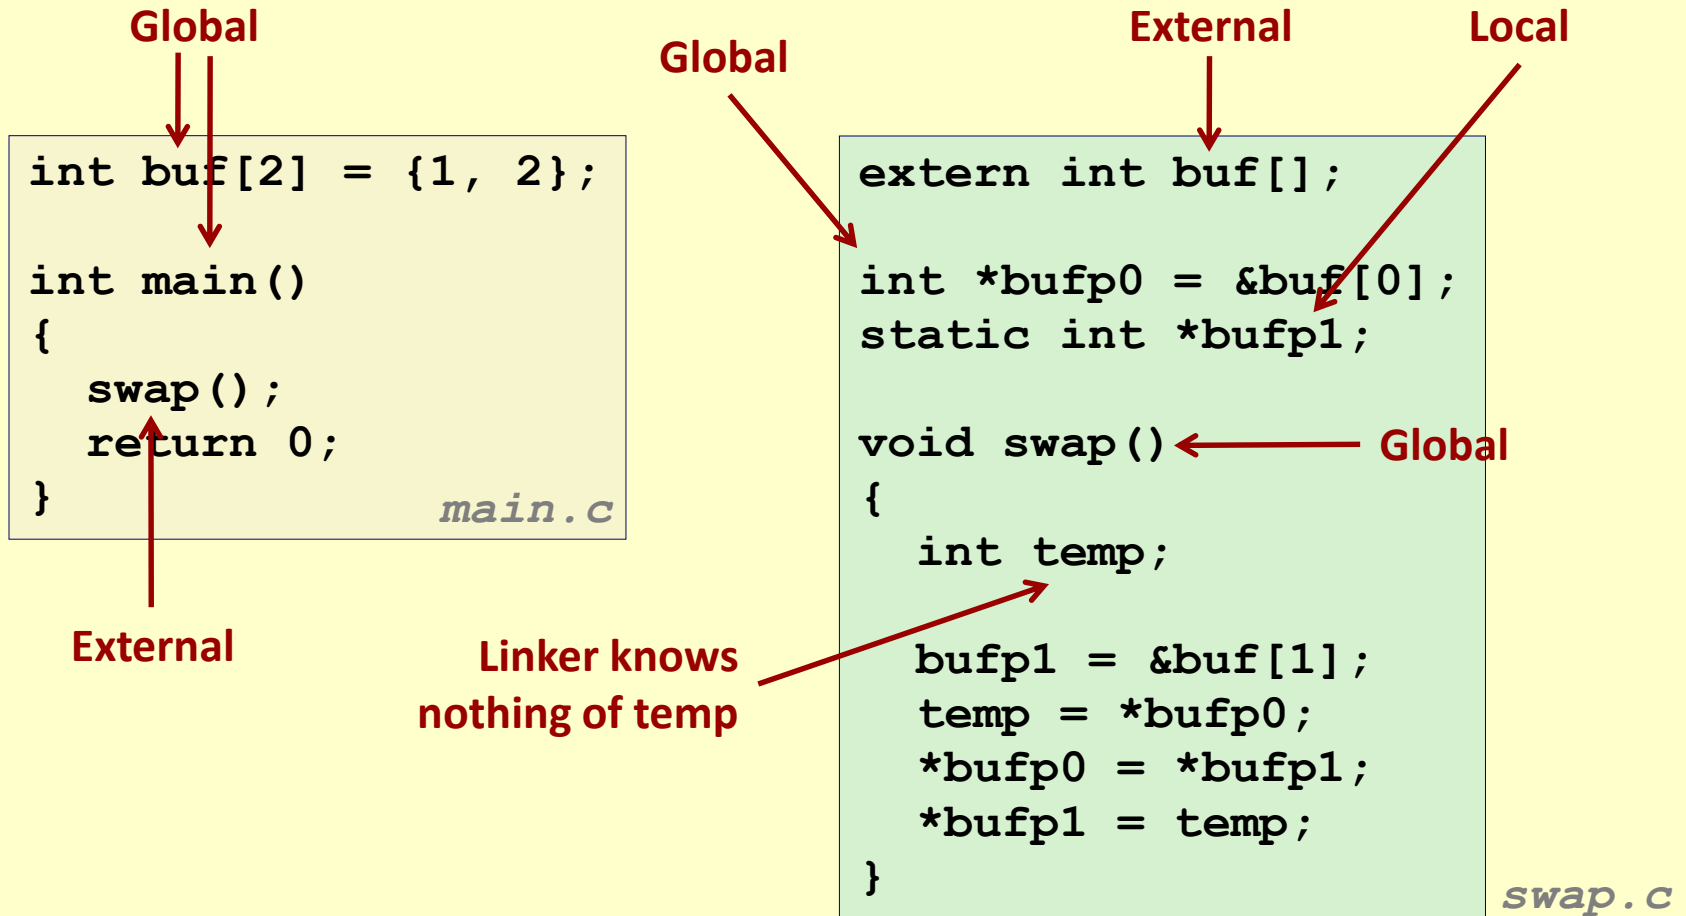 Global
int buf[2] = {1, 2};
int main()
{
swap();
return 0;
}
main.c
External
Global
External
Local
extern int buf[];
int *bufp0 = &buf[0];
static int *bufp1;
void swap()
Global
{
int temp;
Linker knows
nothing of temp
bufp1 = &buf[1];
temp = *bufp0;
*bufp0 = *bufp1;
*bufp1 = temp;
}
swap.c